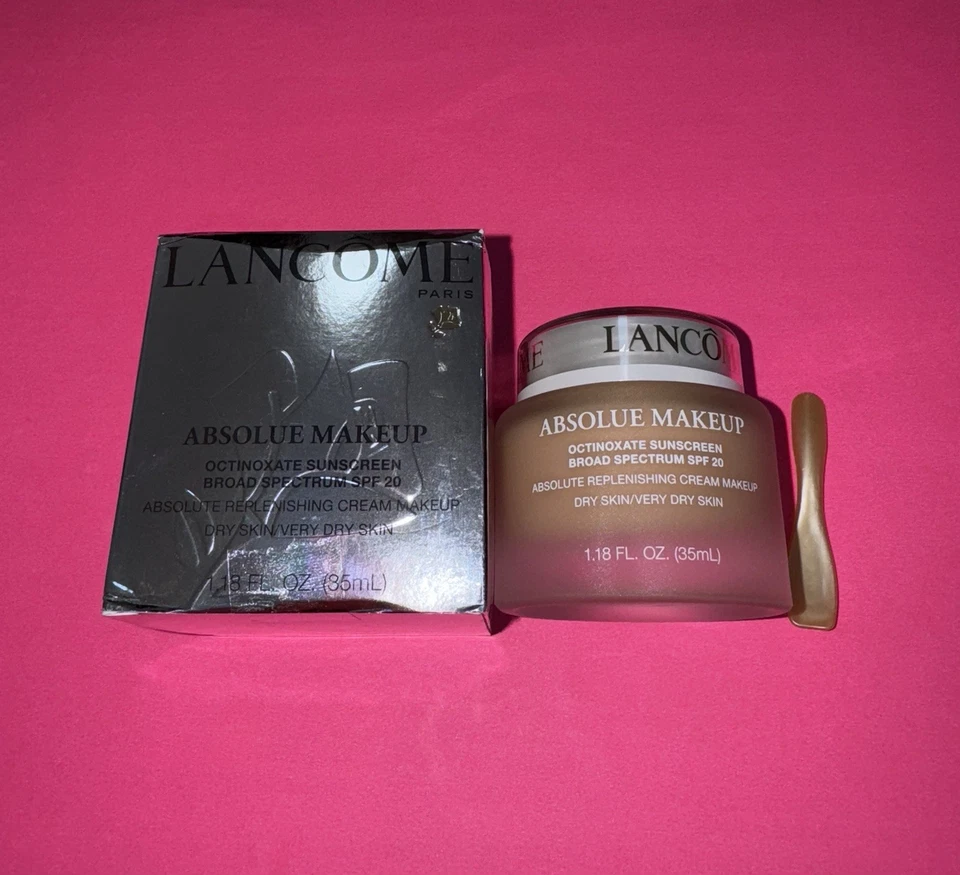 LANCÔME
PARIS
ABSOLUE MAKEUP
OCTINOXATE SUNSCREEN
BROAD SPECTRUM SPF 20
ABSOLUTE REPLENISHING CREAM MAKEUP
DRY SKIN/VERY DRY SKIN
1.18 FL. OZ. (35mL)
ME LANCÔ
ABSOLUE MAKEUP
OCTINOXATE SUNSCREEN
BROAD SPECTRUM SPF 20
ABSOLUTE REPLENISHING CREAM MAKEUP
DRY SKIN/VERY DRY SKIN
1.18 FL. OZ. (35mL)